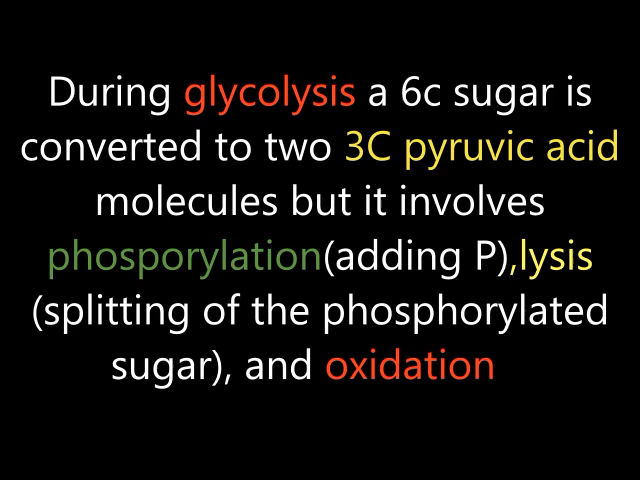 During glycolysis a 6c sugar is
converted to two 3C pyruvic acid
molecules but it involves
phosporylation(adding P),lysis
(splitting of the phosphorylated
sugar), and oxidation